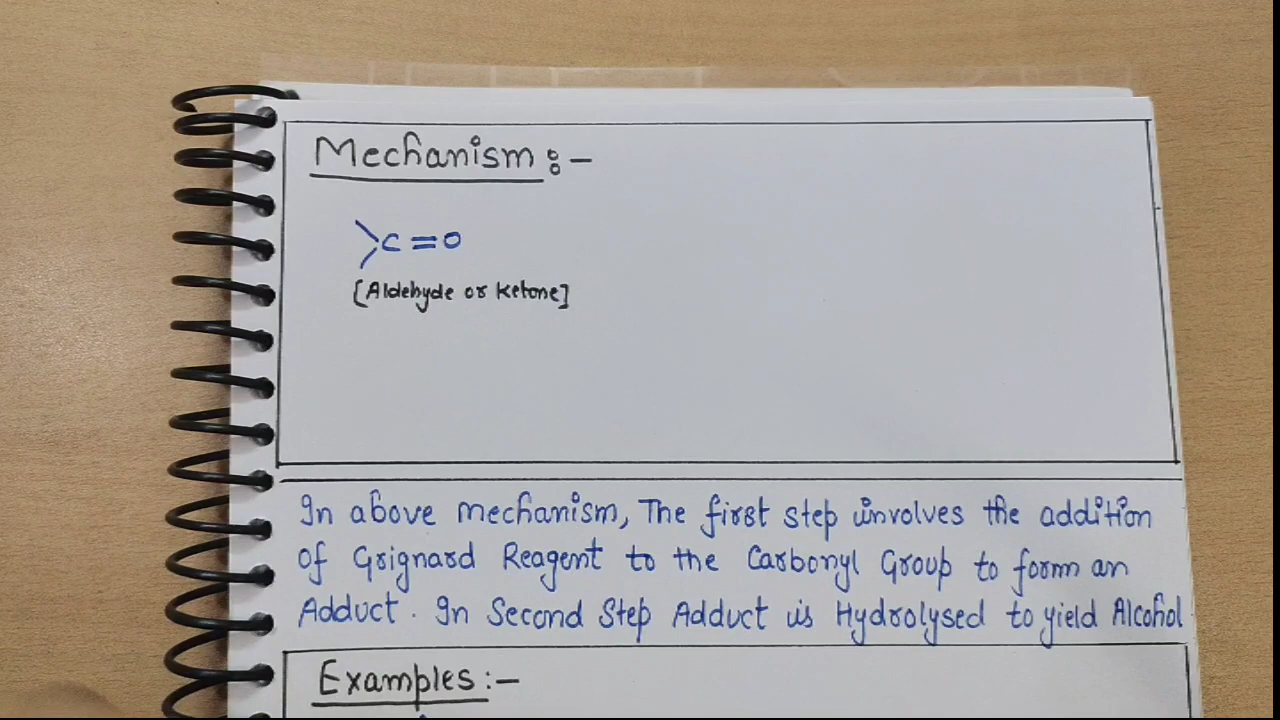 Mechanism :-
>C=O
[Aldehyde or Ketone]
In above mechanism, The first step involves the addition
of Grignard Reagent to the Carbonyl Group to form an
Adduct. In Second Step Adduct is Hydrolysed to yield Alcohol
Examples :-